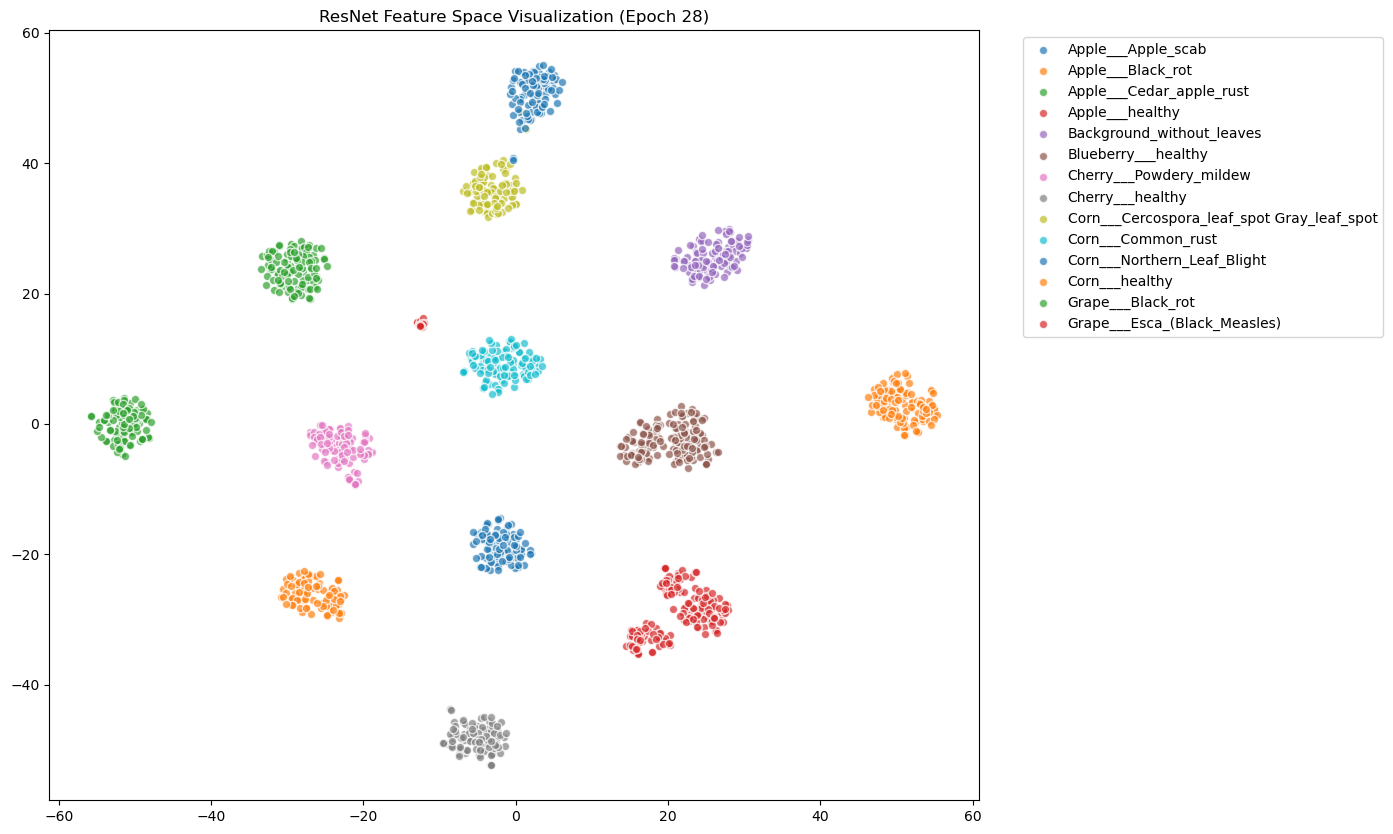 ResNet Feature Space Visualization (Epoch 28)
60
40
20
0
−20
−40
−60
−40
−20
0
20
40
60
Apple___Apple_scab
Apple___Black_rot
Apple___Cedar_apple_rust
Apple___healthy
Background_without_leaves
Blueberry___healthy
Cherry___Powdery_mildew
Cherry___healthy
Corn___Cercospora_leaf_spot Gray_leaf_spot
Corn___Common_rust
Corn___Northern_Leaf_Blight
Corn___healthy
Grape___Black_rot
Grape___Esca_(Black_Measles)